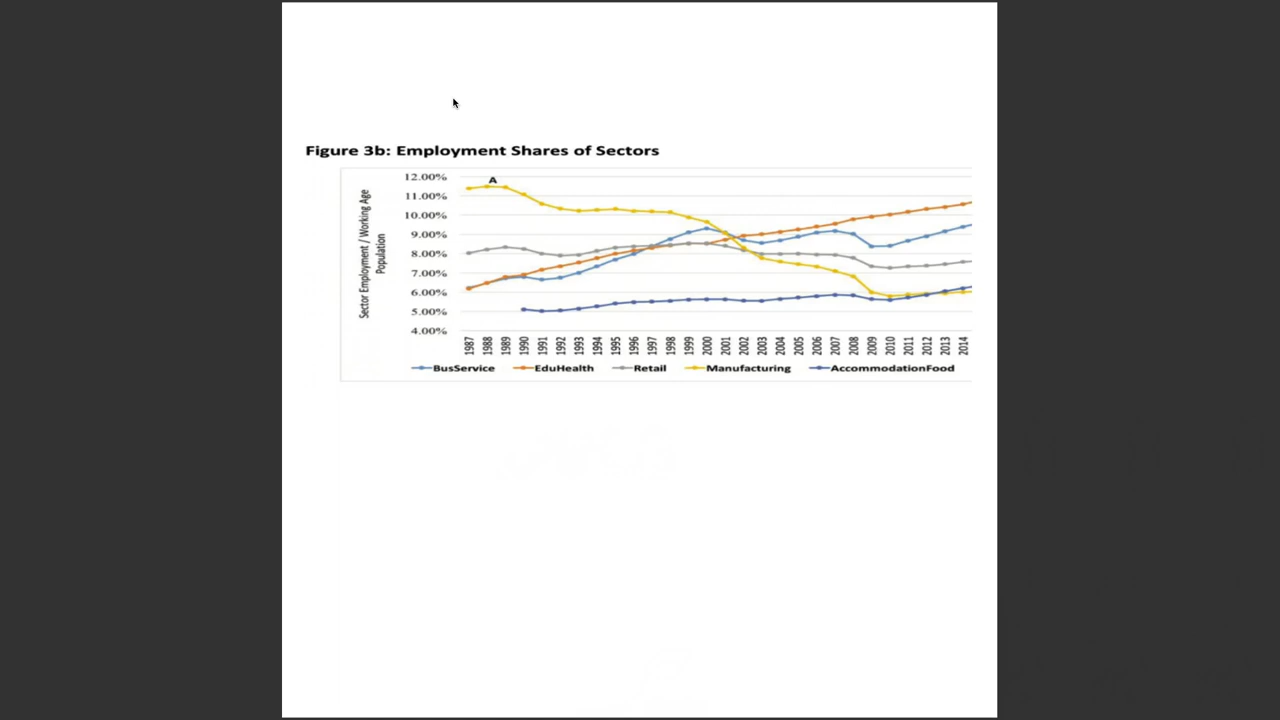 Figure 3b: Employment Shares of Sectors
A
12.00%
11.00%
10.00%
9.00%
8.00%
7.00%
6.00%
5.00%
4.00%
Sector Employment / Working Age
Population
1987 1988 1989 1990 1991 1992 1993 1994 1995 1996 1997 1998 1999 2000 2001 2002 2003 2004 2005 2006 2007 2008 2009 2010 2011 2012 2013 2014
BusService EduHealth Retail Manufacturing AccommodationFood